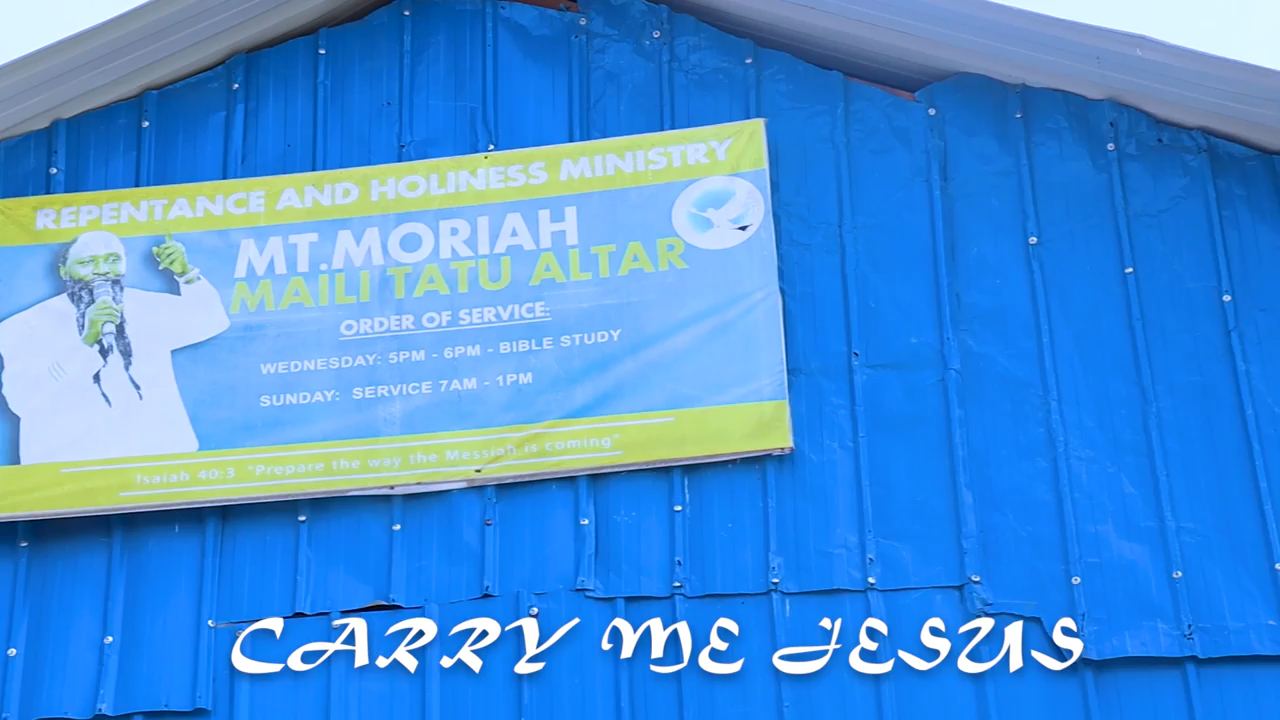 REPENTANCE AND HOLINESS MINISTRY
MT.MORIAH
MAILI TATU ALTAR
ORDER OF SERVICE:
WEDNESDAY: 5PM - 6PM - BIBLE STUDY
SUNDAY: SERVICE 7AM - 1PM
Isaiah 40:3 "Prepare the way the Messiah is coming"
CARRY ME JESUS